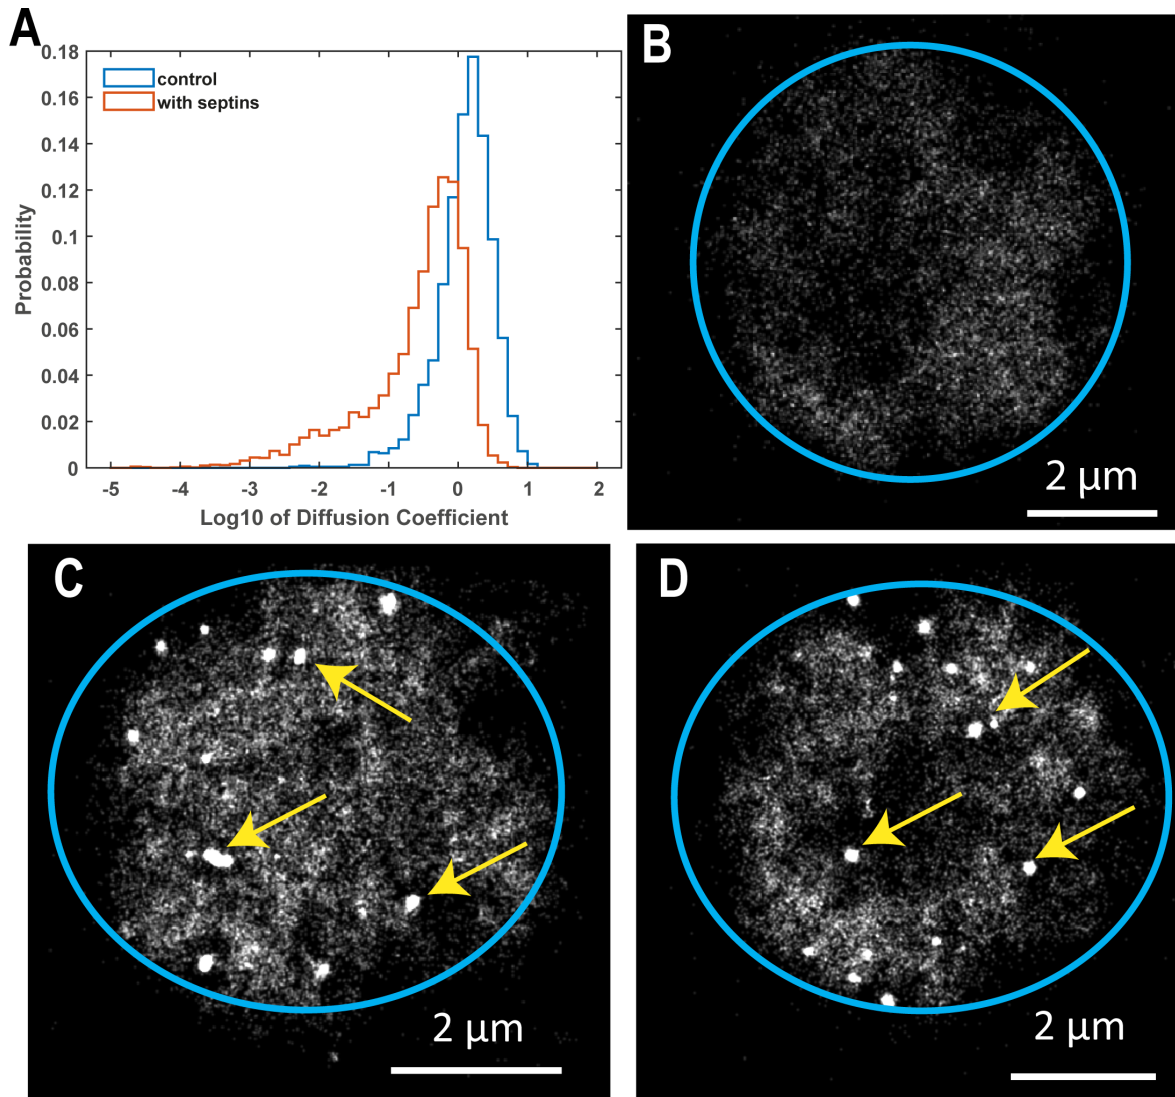 A
B
0.18
0.16
0.14
0.12
0.1
0.08
0.06
0.04
0.02
0
Probability
control
with septins
-5 -4 -3 -2 -1 0 1 2
Log10 of Diffusion Coefficient
2 µm
C
D
2 µm
2 µm